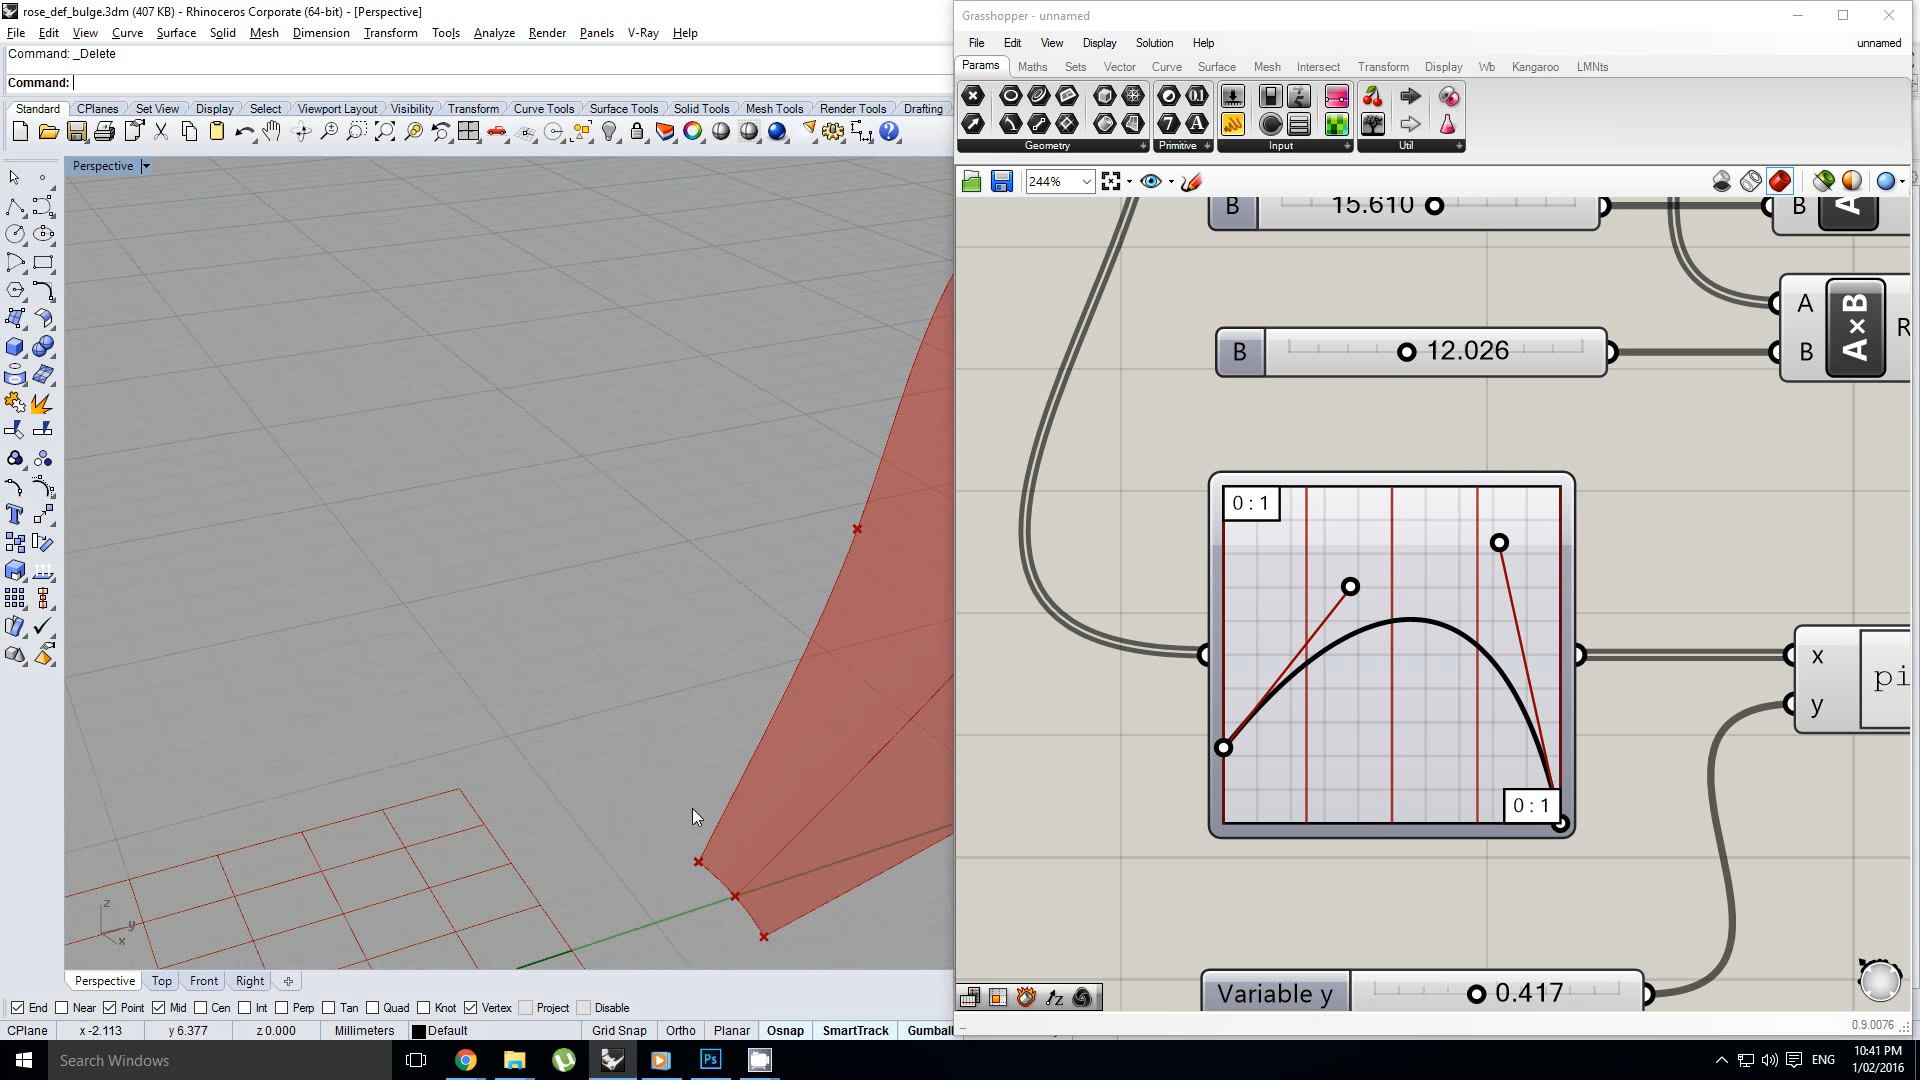 rose_def_bulge.3dm (407 KB) - Rhinoceros Corporate (64-bit) - [Perspective]
File Edit View Curve Surface Solid Mesh Dimension Transform Tools Analyze Render Panels V-Ray Help
Command: _Delete
Command:
Standard CPlanes Set View Display Select Viewport Layout Visibility Transform Curve Tools Surface Tools Solid Tools Mesh Tools Render Tools Drafting
Perspective
z
y
x
Perspective Top Front Right
End Near Point Mid Cen Int Perp Tan Quad Knot Vertex Project Disable
CPlane x -2.113 y 6.377 z 0.000 Millimeters Default Grid Snap Ortho Planar Osnap SmartTrack Gumball
Grasshopper - unnamed
File Edit View Display Solution Help unnamed
Params Maths Sets Vector Curve Surface Mesh Intersect Transform Display Wb Kangaroo LMNts
Geometry Primitive Input Util
244%
B 15.610 B A
A
B 12.026 B A×B R
0 : 1
0 : 1
x
y
pi
Variable y 0.417
0.9.0076
Search Windows
Ps
ENG
10:41 PM
1/02/2016